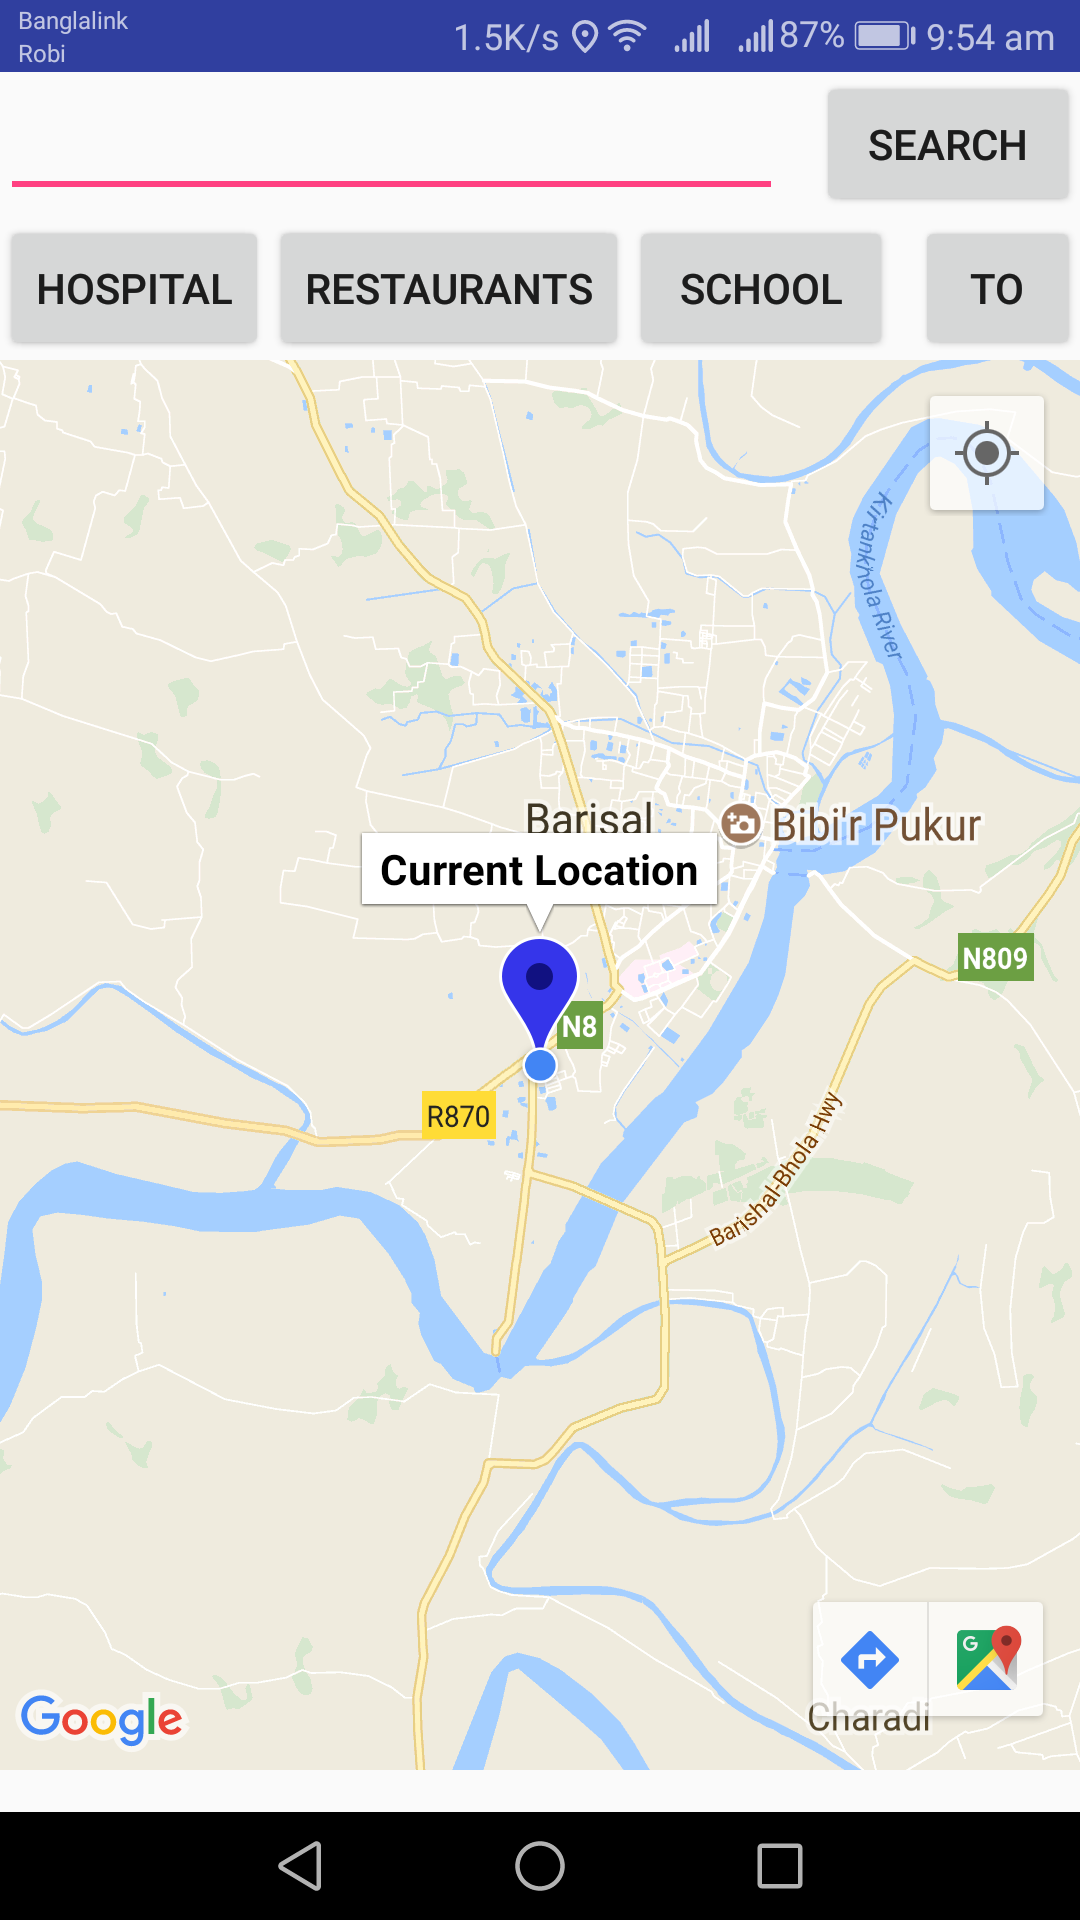 Banglalink
Robi
1.5K/s 87% 9:54 am
SEARCH
HOSPITAL RESTAURANTS SCHOOL TO
Kirtankhola River
Barisal
Bibi'r Pukur
Current Location
N809
N8
R870
Barishal-Bhola Hwy
G
Charadi
Google